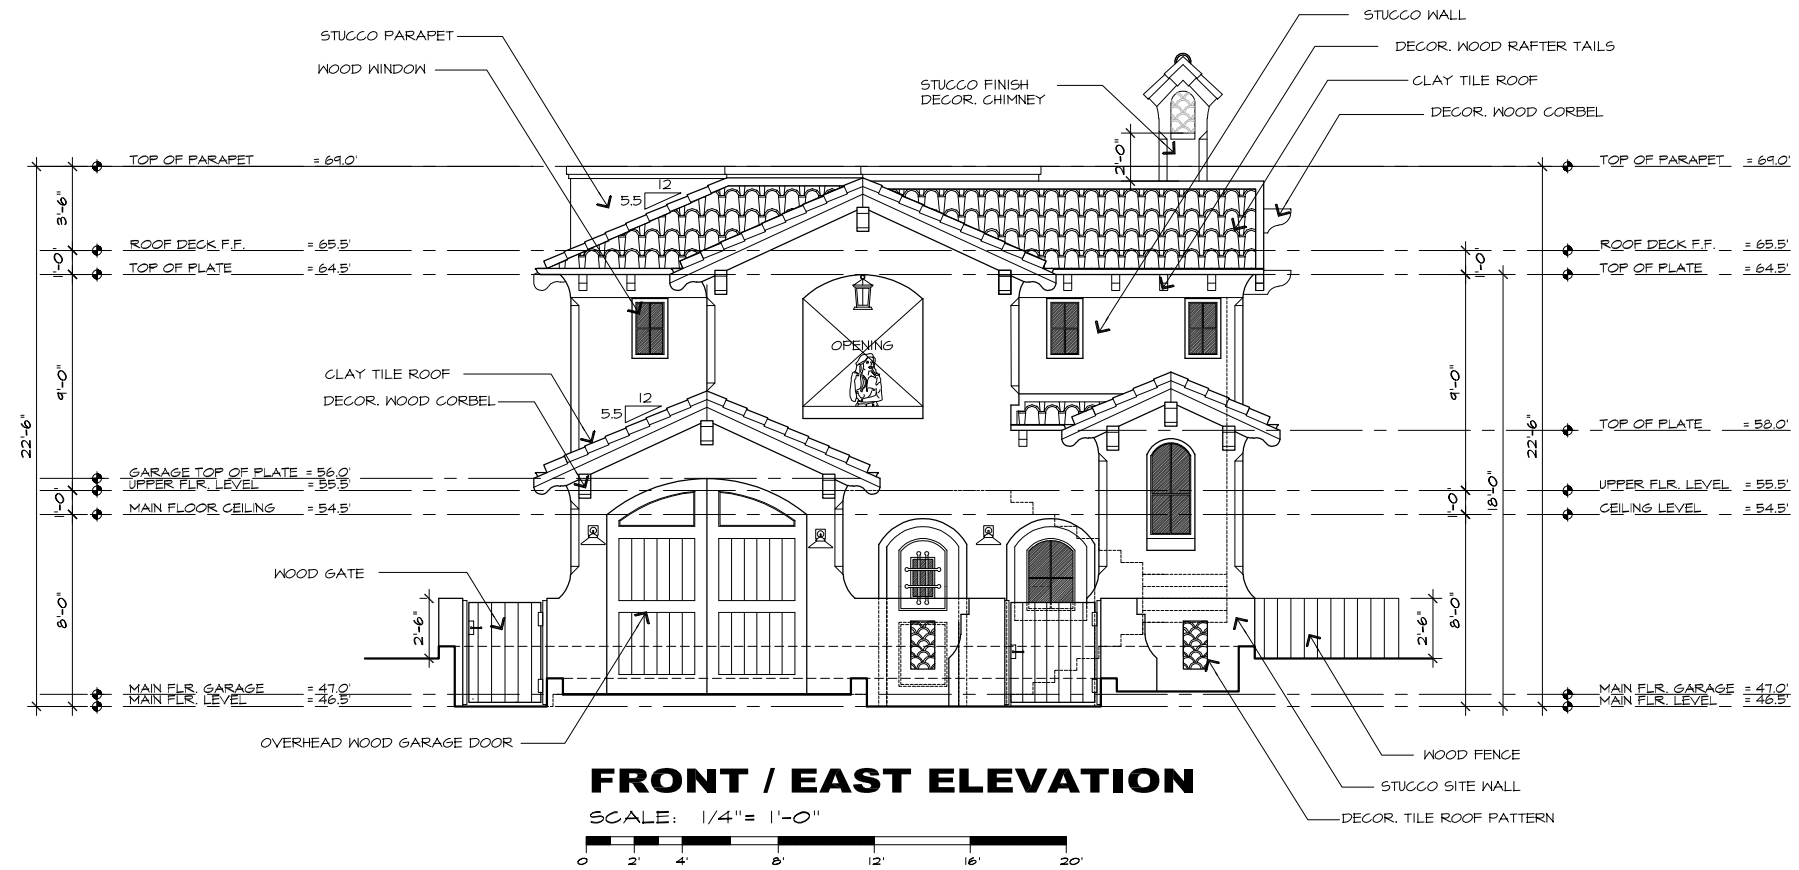 STUCCO PARAPET
WOOD WINDOW
STUCCO FINISH
DECOR. CHIMNEY
STUCCO WALL
DECOR. WOOD RAFTER TAILS
CLAY TILE ROOF
DECOR. WOOD CORBEL
2'-0"
TOP OF PARAPET = 69.0'
ROOF DECK F.F. = 65.5'
TOP OF PLATE = 64.5'
3'-6"
1'-0"
9'-0"
22'-6"
12
5.5
OPENING
CLAY TILE ROOF
DECOR. WOOD CORBEL
12
5.5
GARAGE TOP OF PLATE = 56.0'
UPPER FLR. LEVEL = 55.5'
MAIN FLOOR CEILING = 54.5'
1'-0"
8'-0"
WOOD GATE
2'-6"
MAIN FLR. GARAGE = 47.0'
MAIN FLR. LEVEL = 46.5'
OVERHEAD WOOD GARAGE DOOR
TOP OF PARAPET = 69.0'
ROOF DECK F.F. = 65.5'
TOP OF PLATE = 64.5'
1'-0"
9'-0"
22'-6"
18'-0"
TOP OF PLATE = 58.0'
UPPER FLR. LEVEL = 55.5'
CEILING LEVEL = 54.5'
1'-0"
8'-0"
2'-6"
MAIN FLR. GARAGE = 47.0'
MAIN FLR. LEVEL = 46.5'
WOOD FENCE
STUCCO SITE WALL
DECOR. TILE ROOF PATTERN
FRONT / EAST ELEVATION
SCALE: 1/4"= 1'-0"
0 2' 4' 8' 12' 16' 20'